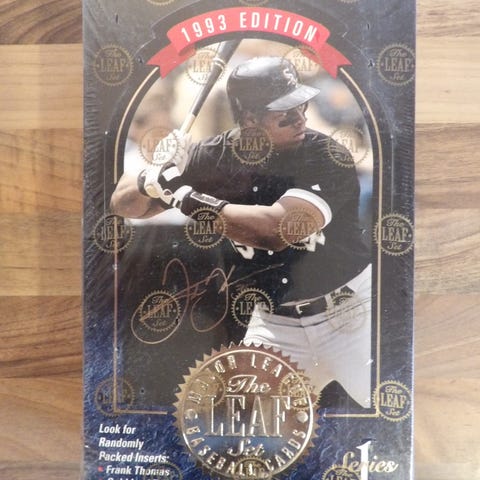 1993 EDITION
MAJOR LEAGUE
The
LEAF
Set
BASEBALL CARDS
Look for
Randomly
Packed Inserts:
• Frank Thomas
Series 1
The
LEAF
Set